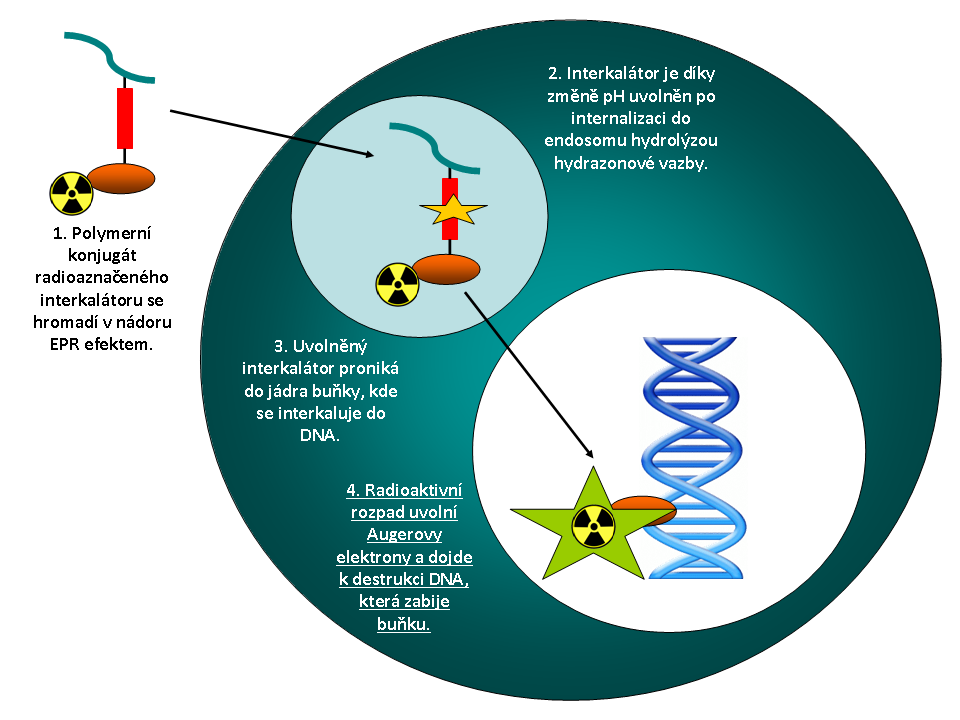 1. Polymerní
konjugát
radioaznačeného
interkalátoru se
hromadí v nádoru
EPR efektem.
2. Interkalátor je díky
změně pH uvolněn po
internalizaci do
endosomu hydrolýzou
hydrazonové vazby.
3. Uvolněný
interkalátor proniká
do jádra buňky, kde
se interkaluje do
DNA.
4. Radioaktivní
rozpad uvolní
Augerovy
elektrony a dojde
k destrukci DNA,
která zabije
buňku.